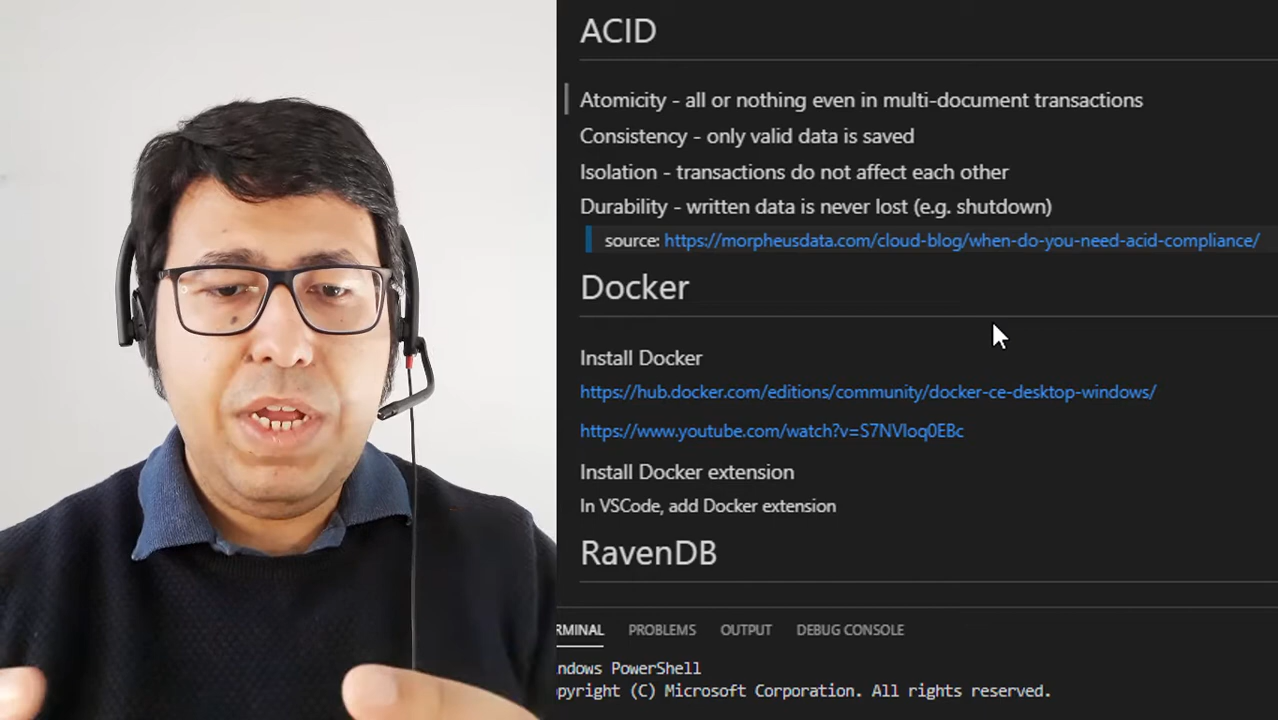 ACID
Atomicity - all or nothing even in multi-document transactions
Consistency - only valid data is saved
Isolation - transactions do not affect each other
Durability - written data is never lost (e.g. shutdown)
source: https://morpheusdata.com/cloud-blog/when-do-you-need-acid-compliance/
Docker
Install Docker
https://hub.docker.com/editions/community/docker-ce-desktop-windows/
https://www.youtube.com/watch?v=S7NVloq0EBc
Install Docker extension
In VSCode, add Docker extension
RavenDB
RMINAL PROBLEMS OUTPUT DEBUG CONSOLE
ndows PowerShell
pyright (C) Microsoft Corporation. All rights reserved.